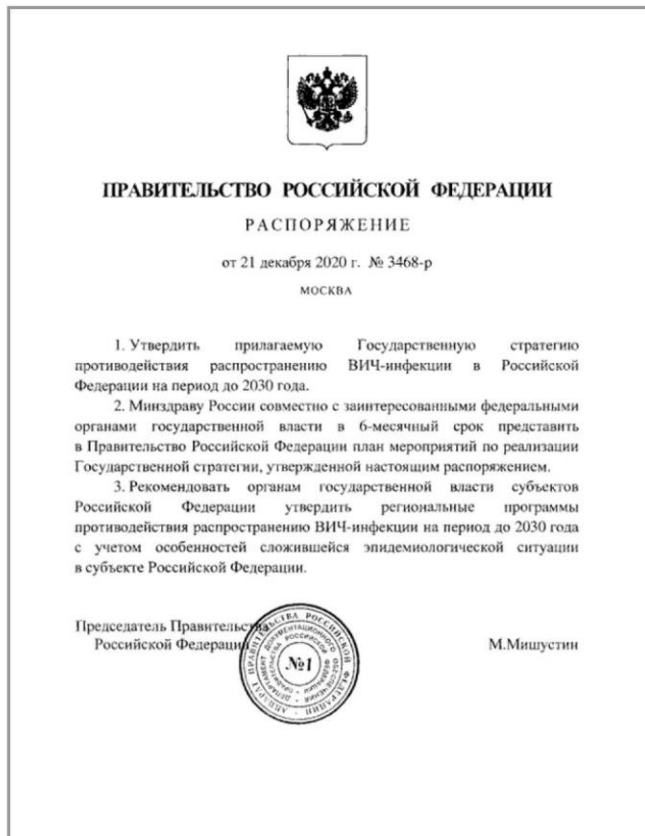 ПРАВИТЕЛЬСТВО РОССИЙСКОЙ ФЕДЕРАЦИИ
РАСПОРЯЖЕНИЕ
от 21 декабря 2020 г. № 3468-р
МОСКВА
1. Утвердить прилагаемую Государственную стратегию
противодействия распространению ВИЧ-инфекции в Российской
Федерации на период до 2030 года.
2. Минздраву России совместно с заинтересованными федеральными
органами государственной власти в 6-месячный срок представить
в Правительство Российской Федерации план мероприятий по реализации
Государственной стратегии, утвержденной настоящим распоряжением.
3. Рекомендовать органам государственной власти субъектов
Российской Федерации утвердить региональные программы
противодействия распространению ВИЧ-инфекции на период до 2030 года
с учетом особенностей сложившейся эпидемиологической ситуации
в субъекте Российской Федерации.
Председатель Правительства
Российской Федерации
М.Мишустин
АППАРАТ ПРАВИТЕЛЬСТВА РОССИЙСКОЙ ФЕДЕРАЦИИ
№1